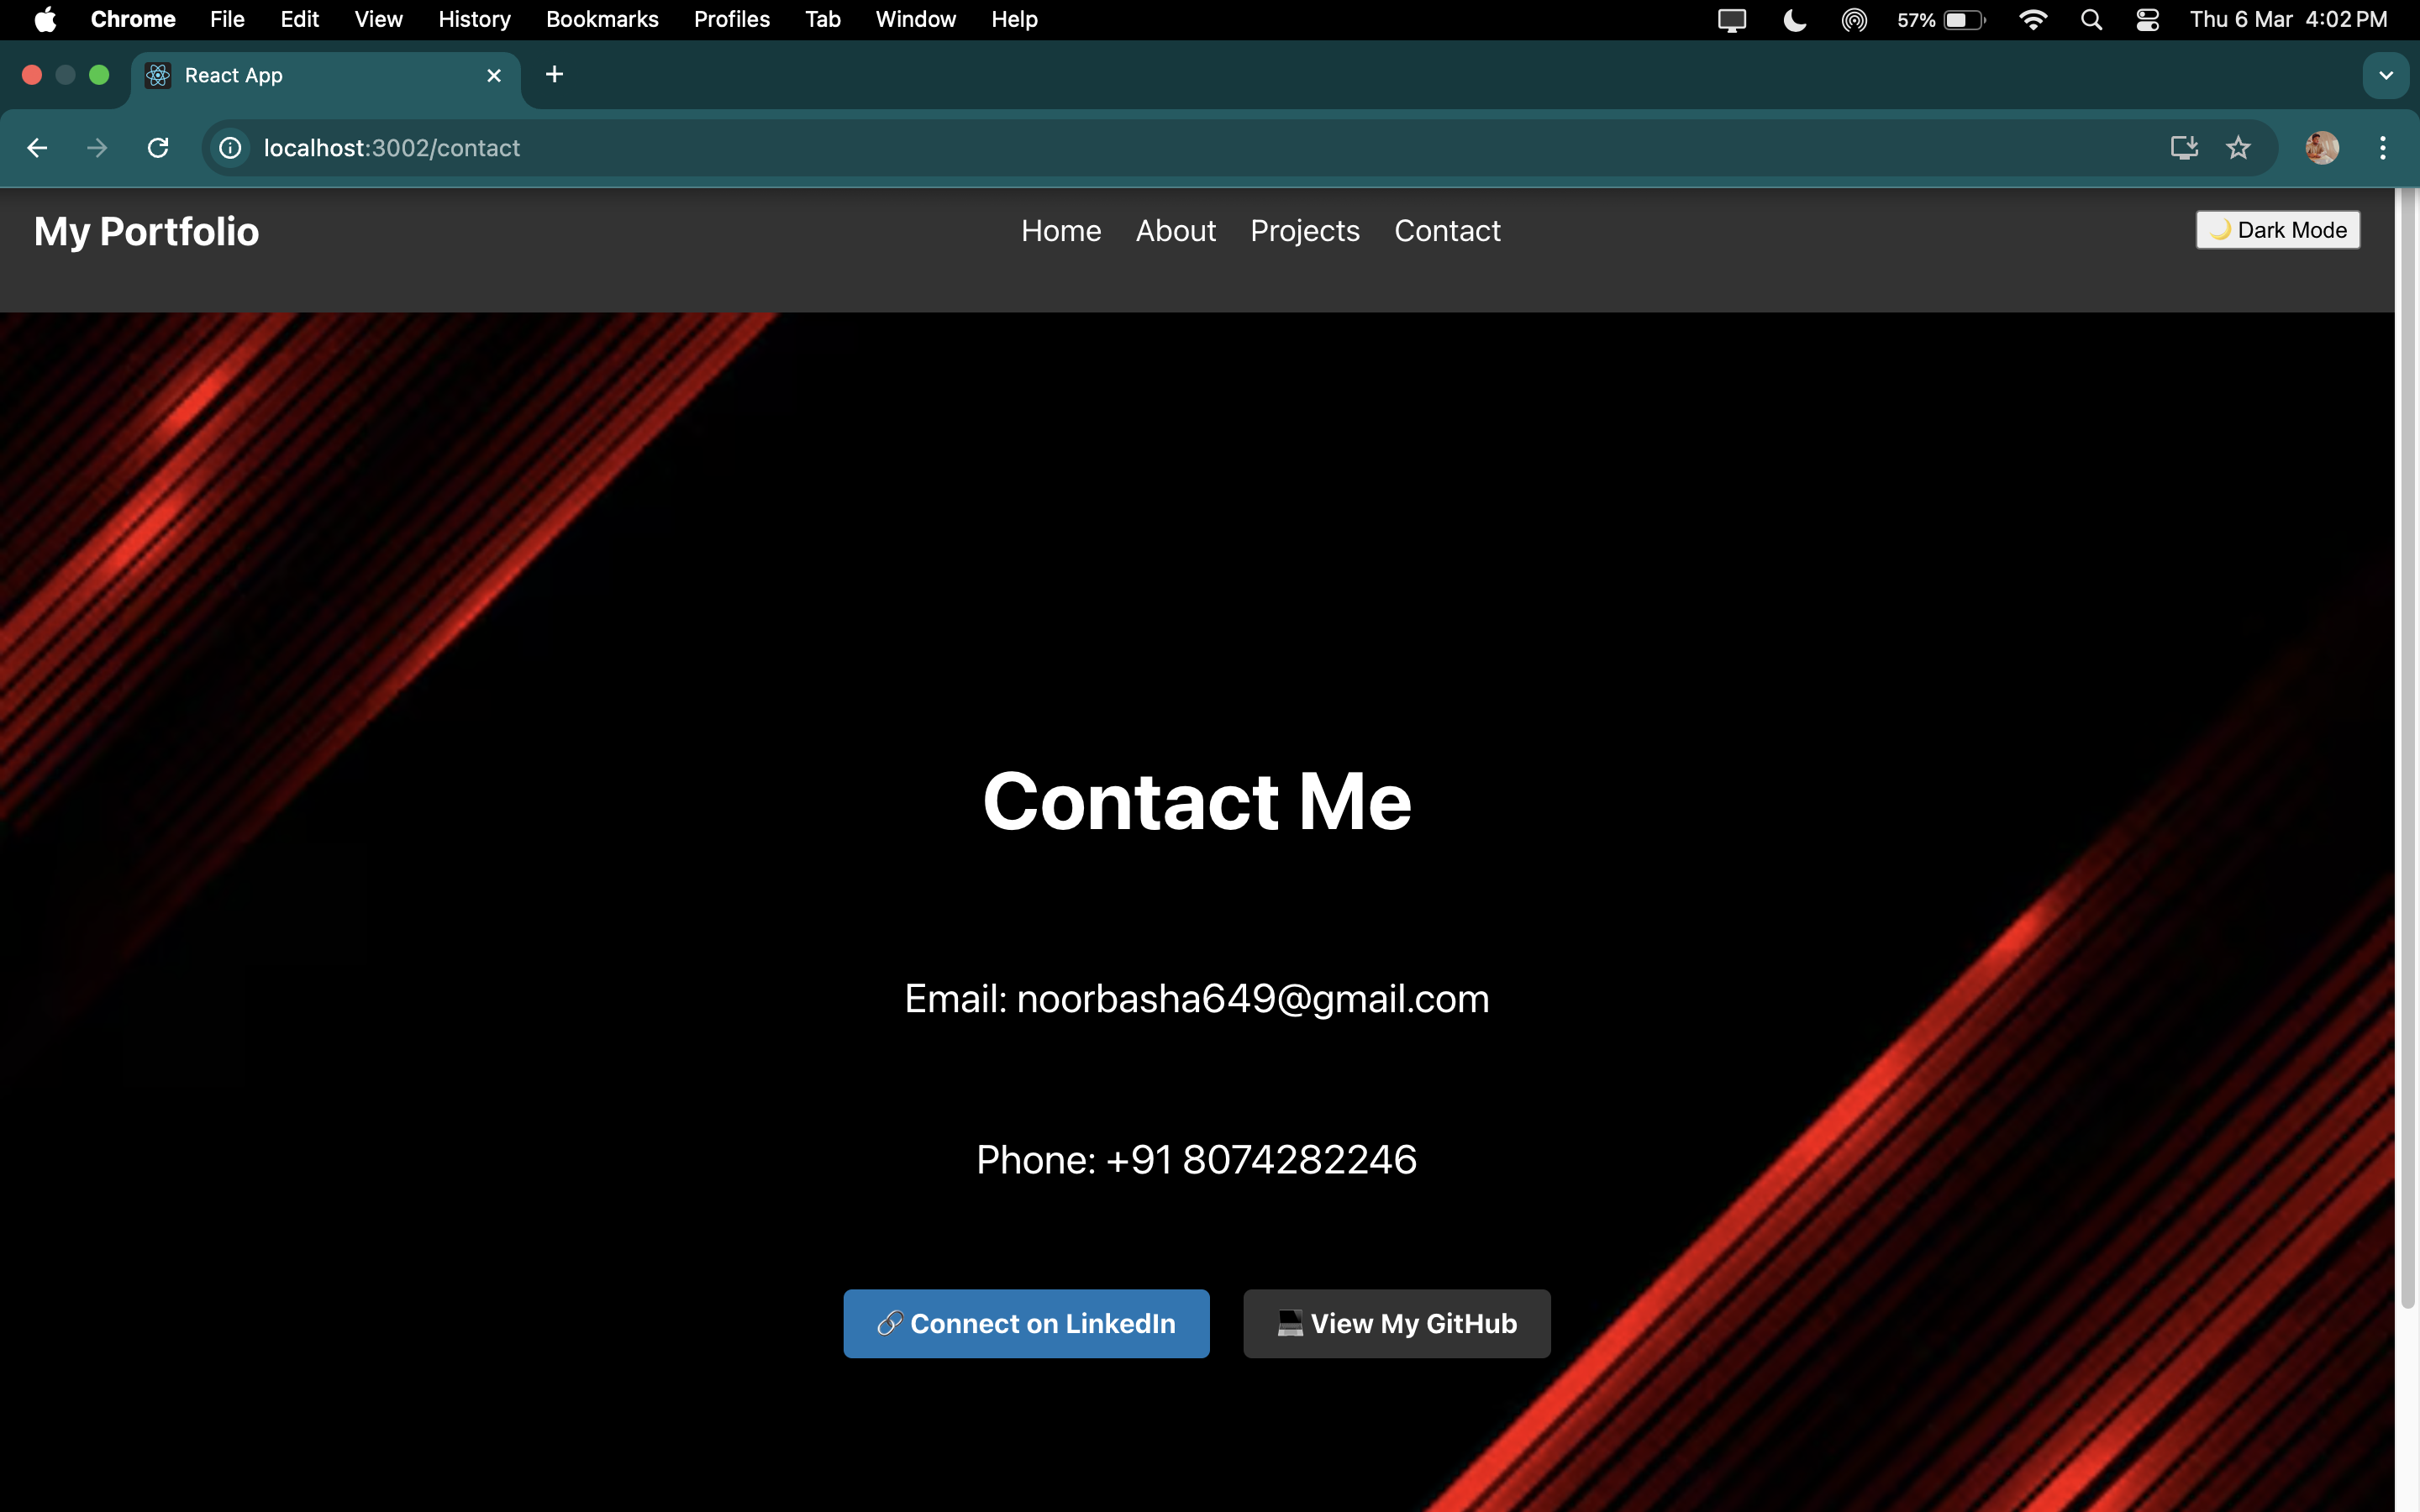 Chrome File Edit View History Bookmarks Profiles Tab Window Help 57% Thu 6 Mar 4:02 PM
React App
localhost:3002/contact
My Portfolio Home About Projects Contact 🌙 Dark Mode
Contact Me
Email: noorbasha649@gmail.com
Phone: +91 8074282246
🔗 Connect on LinkedIn 💻 View My GitHub